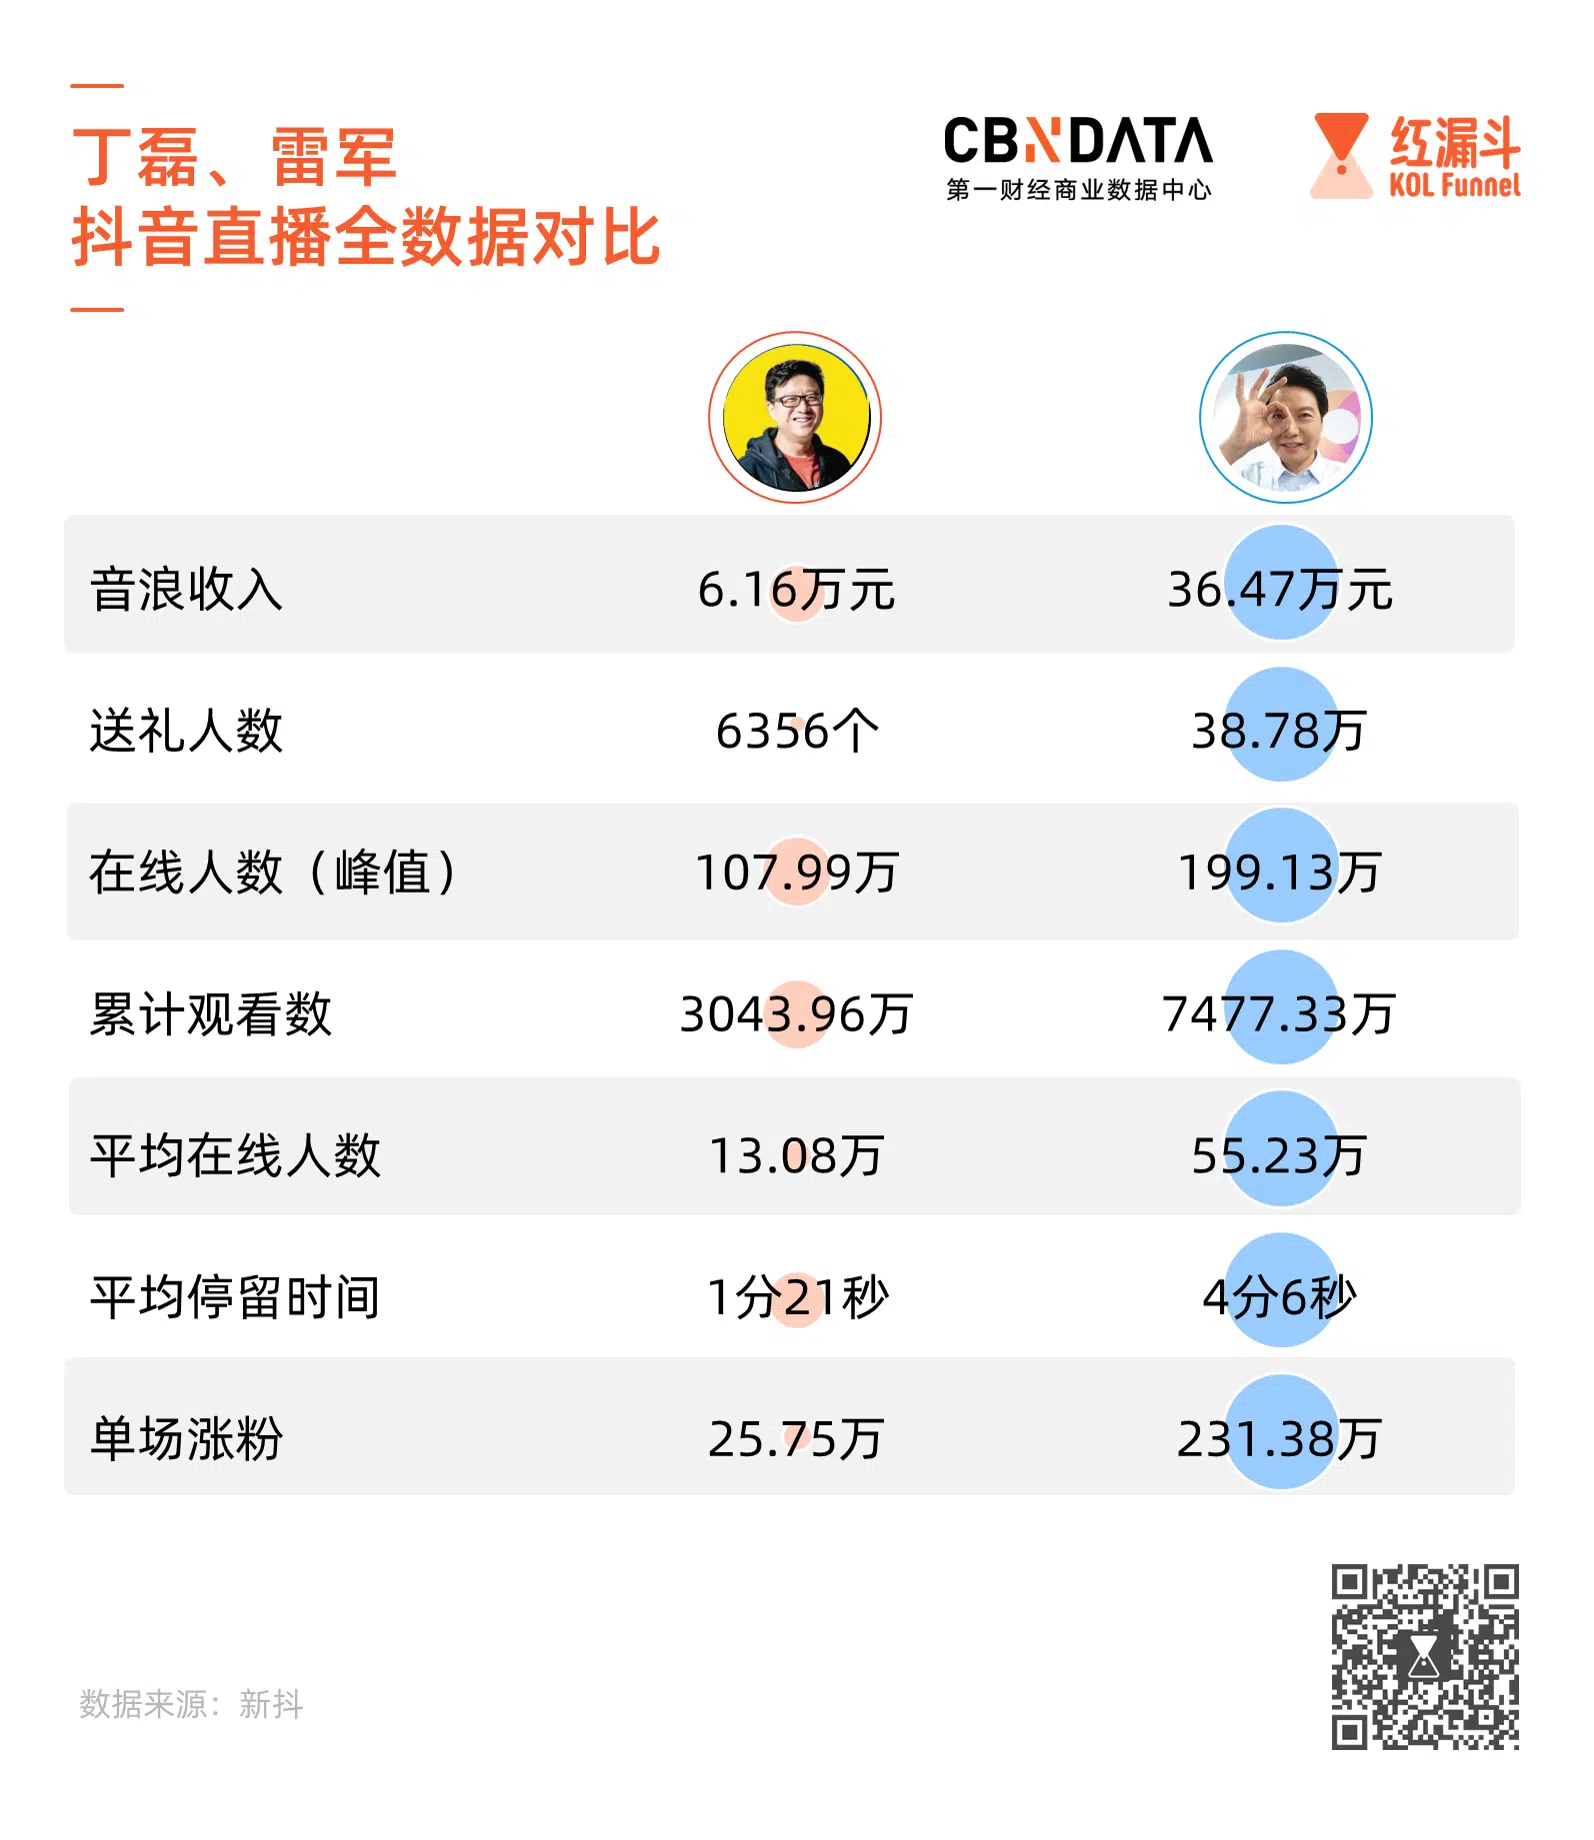 丁磊、雷军
抖音直播全数据对比
CBNDATA
第一财经商业数据中心
红漏斗
KOL Funnel
音浪收入 6.16万元 36.47万元
送礼人数 6356个 38.78万
在线人数（峰值） 107.99万 199.13万
累计观看数 3043.96万 7477.33万
平均在线人数 13.08万 55.23万
平均停留时间 1分21秒 4分6秒
单场涨粉 25.75万 231.38万
数据来源：新抖